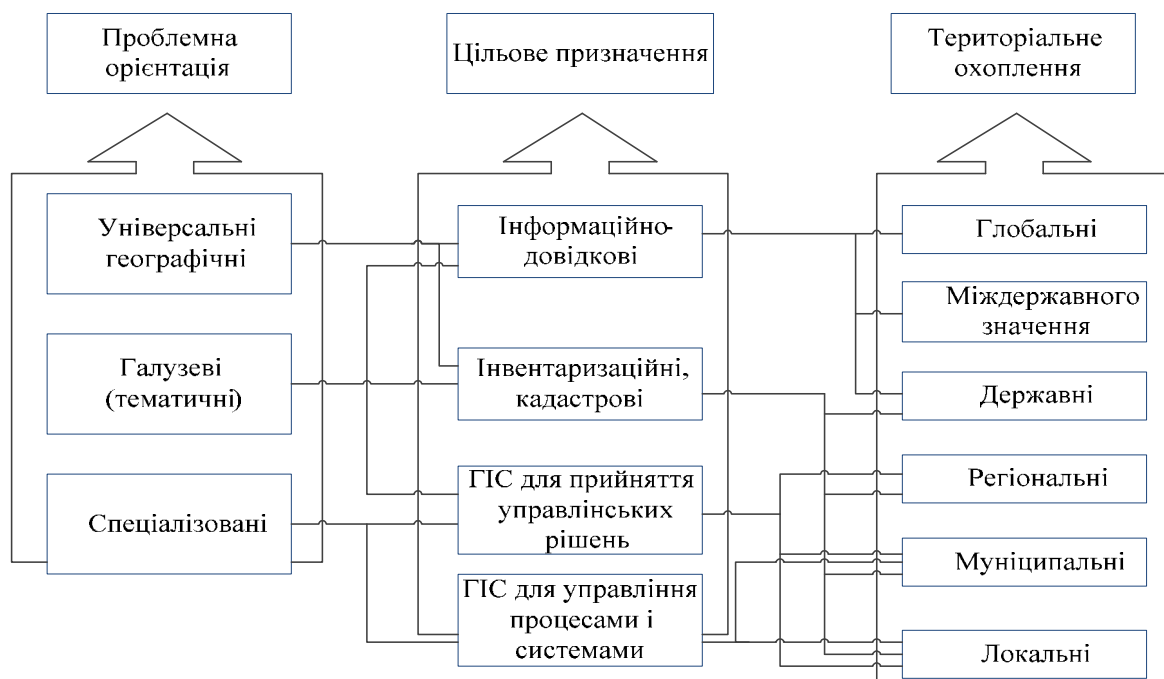 Проблемна
орієнтація
Цільове призначення
Територіальне
охоплення
Універсальні
географічні
Галузеві
(тематичні)
Спеціалізовані
Інформаційно-
довідкові
Інвентаризаційні,
кадастрові
ГІС для прийняття
управлінських
рішень
ГІС для управління
процесами і
системами
Глобальні
Міждержавного
значення
Державні
Регіональні
Муніципальні
Локальні